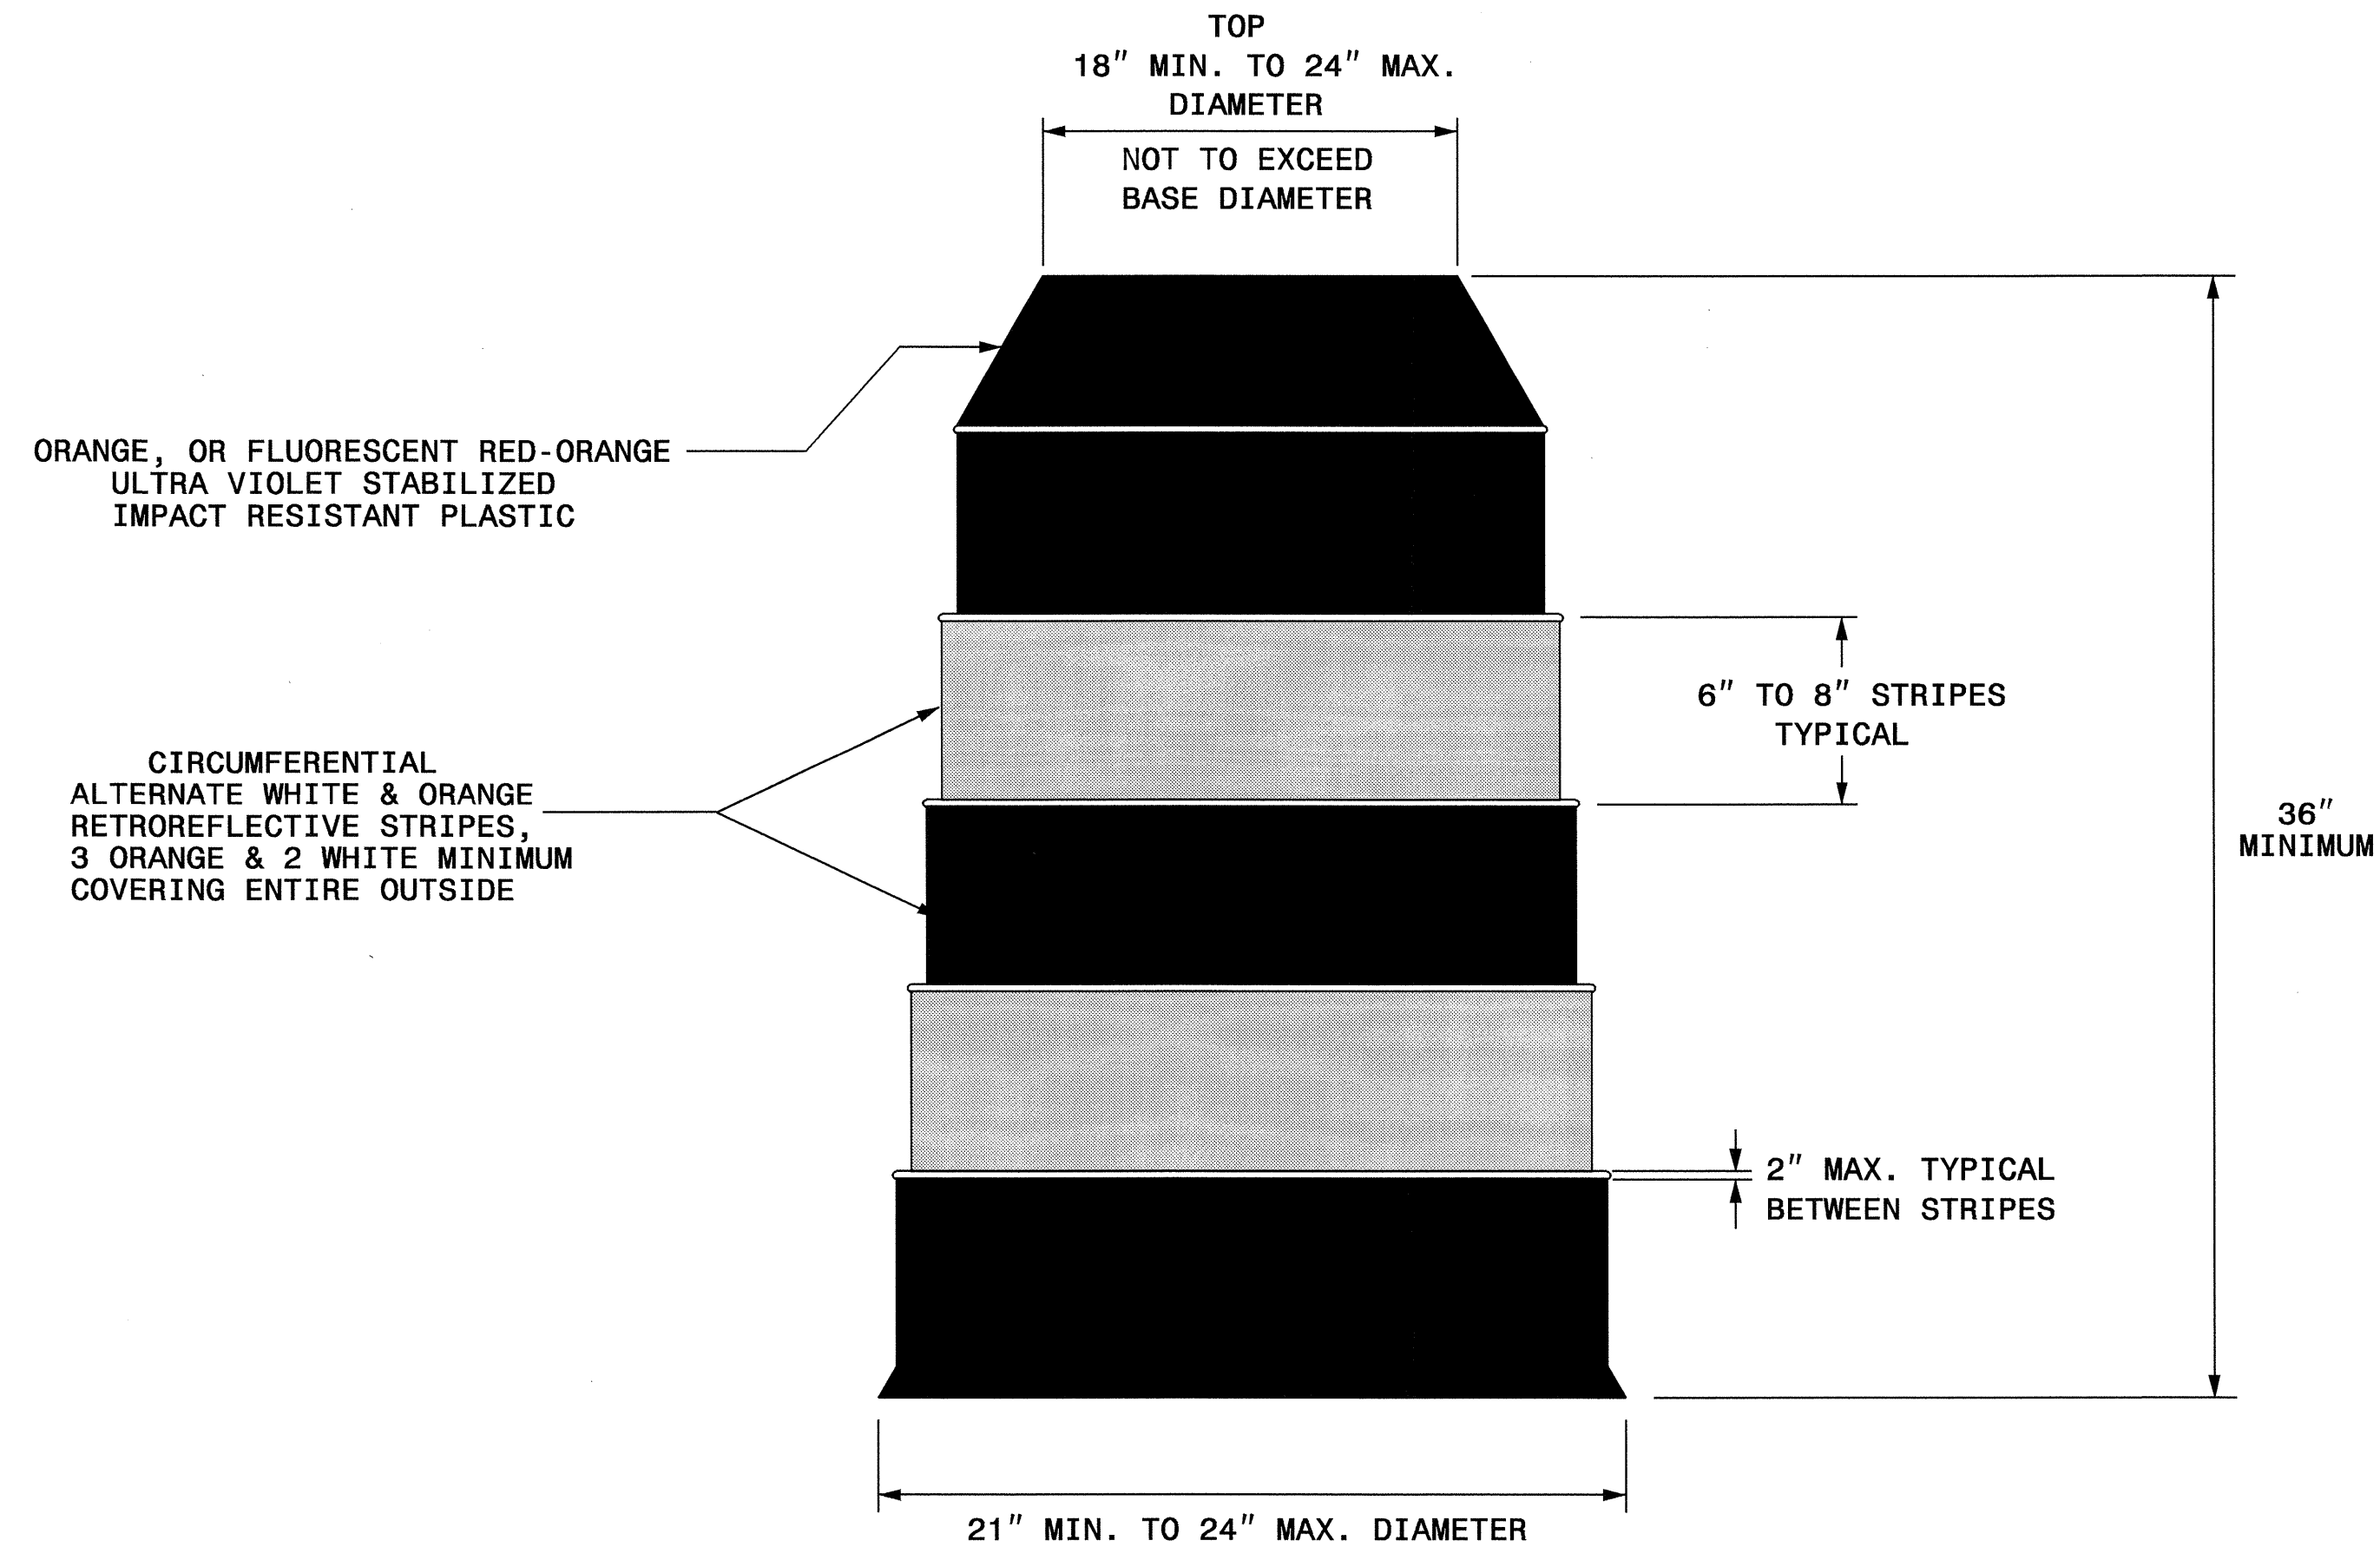 TOP
18" MIN. TO 24" MAX.
DIAMETER
NOT TO EXCEED
BASE DIAMETER
ORANGE, OR FLUORESCENT RED-ORANGE
ULTRA VIOLET STABILIZED
IMPACT RESISTANT PLASTIC
6" TO 8" STRIPES
TYPICAL
CIRCUMFERENTIAL
ALTERNATE WHITE & ORANGE
RETROREFLECTIVE STRIPES,
3 ORANGE & 2 WHITE MINIMUM
COVERING ENTIRE OUTSIDE
36"
MINIMUM
2" MAX. TYPICAL
BETWEEN STRIPES
21" MIN. TO 24" MAX. DIAMETER